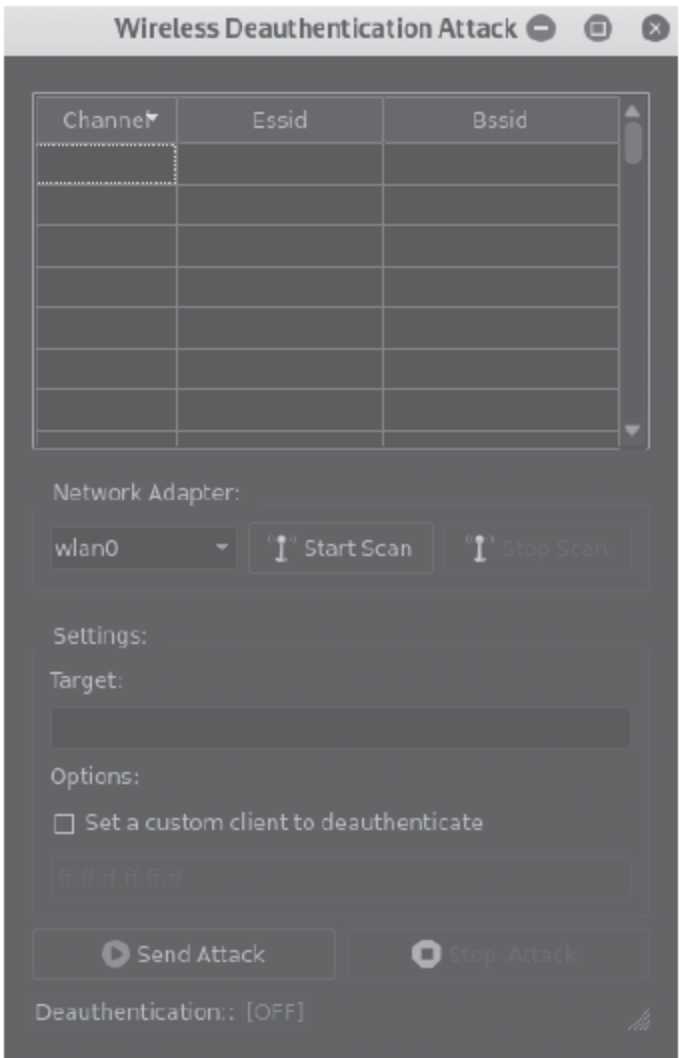 Wireless Deauthentication Attack
Channel Essid Bssid
Network Adapter:
wlan0 Start Scan Stop Scan
Settings:
Target:
Options:
Set a custom client to deauthenticate
ff:ff:ff:ff:ff:ff
Send Attack Stop Attack
Deauthentication:: [OFF]